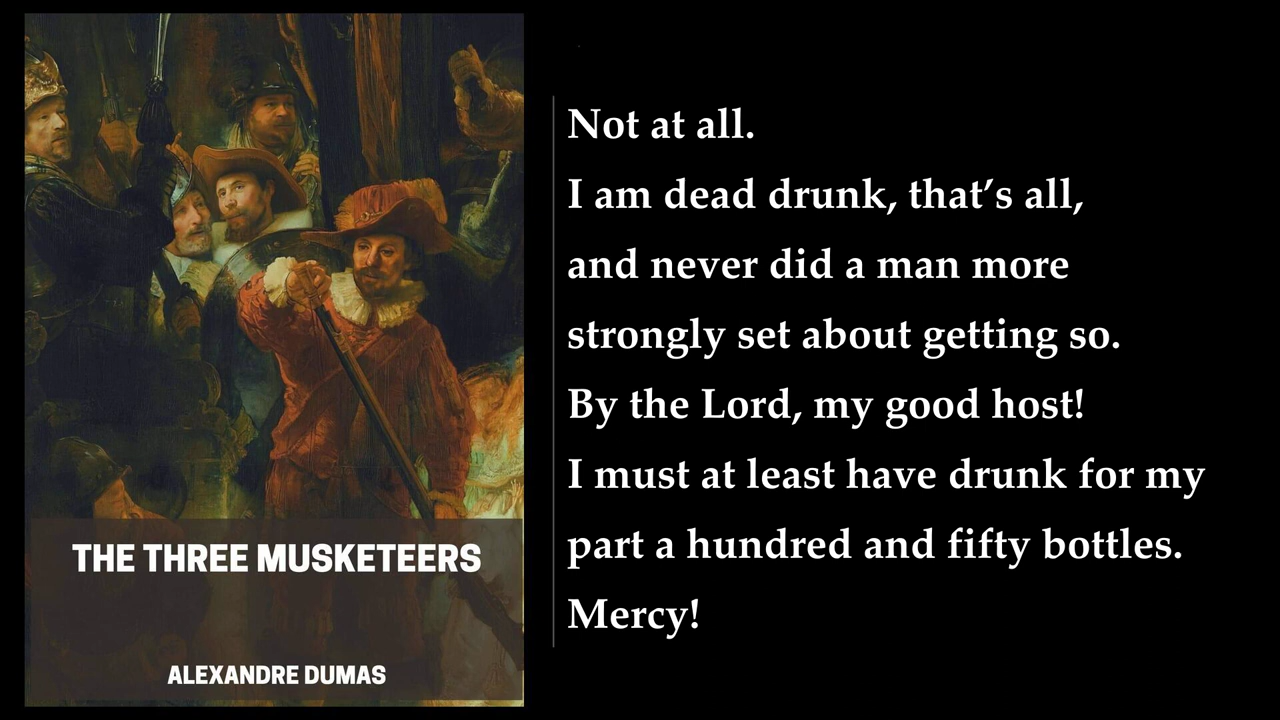 THE THREE MUSKETEERS
ALEXANDRE DUMAS
Not at all.
I am dead drunk, that’s all,
and never did a man more
strongly set about getting so.
By the Lord, my good host!
I must at least have drunk for my
part a hundred and fifty bottles.
Mercy!